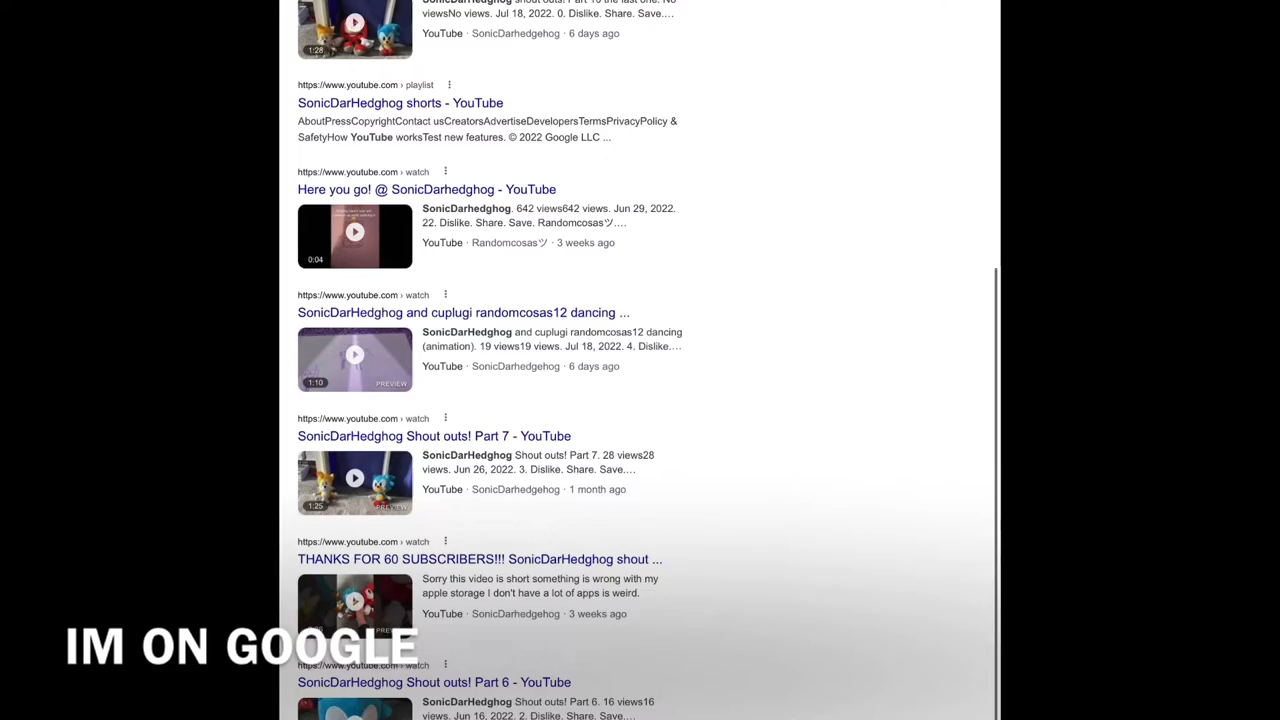 SonicDarHedghog shout outs! Part 10 the last one. No
viewsNo views. Jul 18, 2022. 0. Dislike. Share. Save....
YouTube · SonicDarhedgehog · 6 days ago
1:28
https://www.youtube.com › playlist
SonicDarHedghog shorts - YouTube
AboutPressCopyrightContact usCreatorsAdvertiseDevelopersTermsPrivacyPolicy &
SafetyHow YouTube worksTest new features. © 2022 Google LLC ...
https://www.youtube.com › watch
Here you go! @ SonicDarhedghog - YouTube
SonicDarhedghog. 642 views642 views. Jun 29, 2022.
22. Dislike. Share. Save. Randomcosasツ....
YouTube · Randomcosasツ · 3 weeks ago
0:04
https://www.youtube.com › watch
SonicDarHedghog and cuplugi randomcosas12 dancing ...
SonicDarHedghog and cuplugi randomcosas12 dancing
(animation). 19 views19 views. Jul 18, 2022. 4. Dislike....
YouTube · SonicDarHedghog · 6 days ago
1:10
PREVIEW
https://www.youtube.com › watch
SonicDarHedghog Shout outs! Part 7 - YouTube
SonicDarHedghog Shout outs! Part 7. 28 views28
views. Jun 26, 2022. 3. Dislike. Share. Save....
YouTube · SonicDarhedgehog · 1 month ago
1:25
PREVIEW
https://www.youtube.com › watch
THANKS FOR 60 SUBSCRIBERS!!! SonicDarHedghog shout ...
Sorry this video is short something is wrong with my
apple storage I don't have a lot of apps is weird.
YouTube · SonicDarhedgehog · 3 weeks ago
IM ON GOOGLE
https://www.youtube.com › watch
SonicDarHedghog Shout outs! Part 6 - YouTube
SonicDarHedghog Shout outs! Part 6. 16 views16
views. Jun 16, 2022. 2. Dislike. Share. Save....